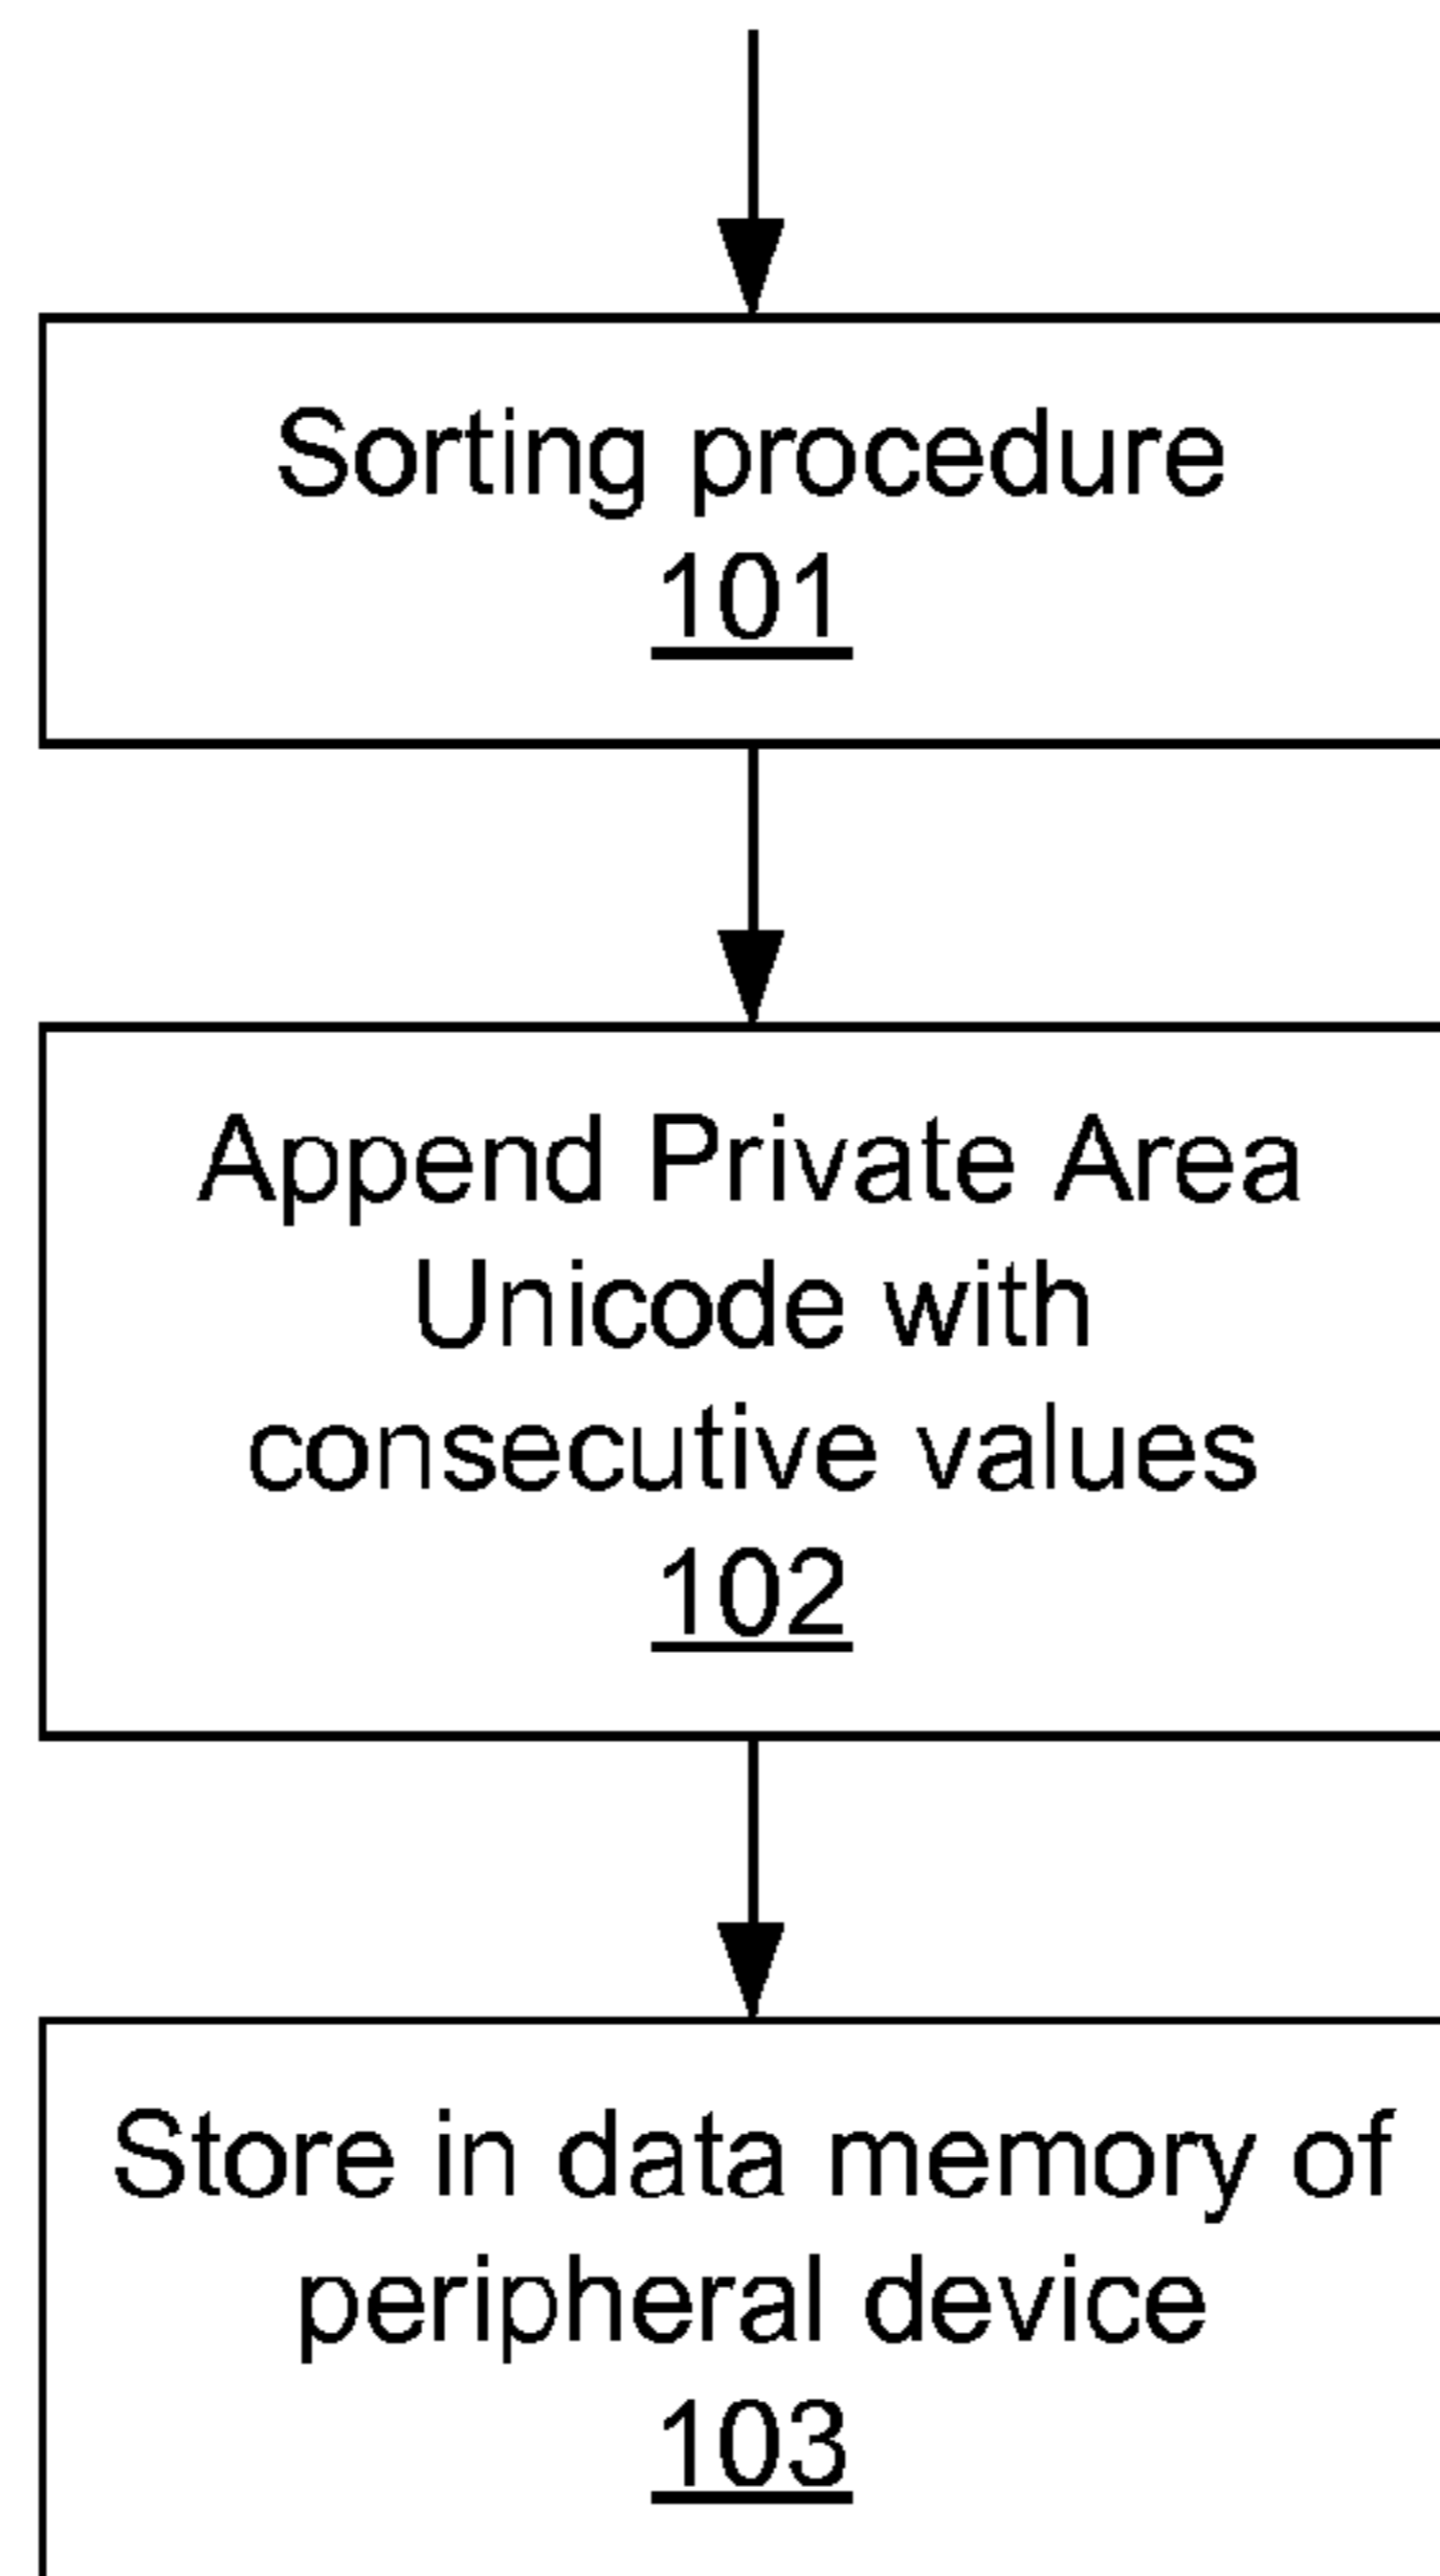 Sorting procedure
101
Append Private Area
Unicode with
consecutive values
102
Store in data memory of
peripheral device
103